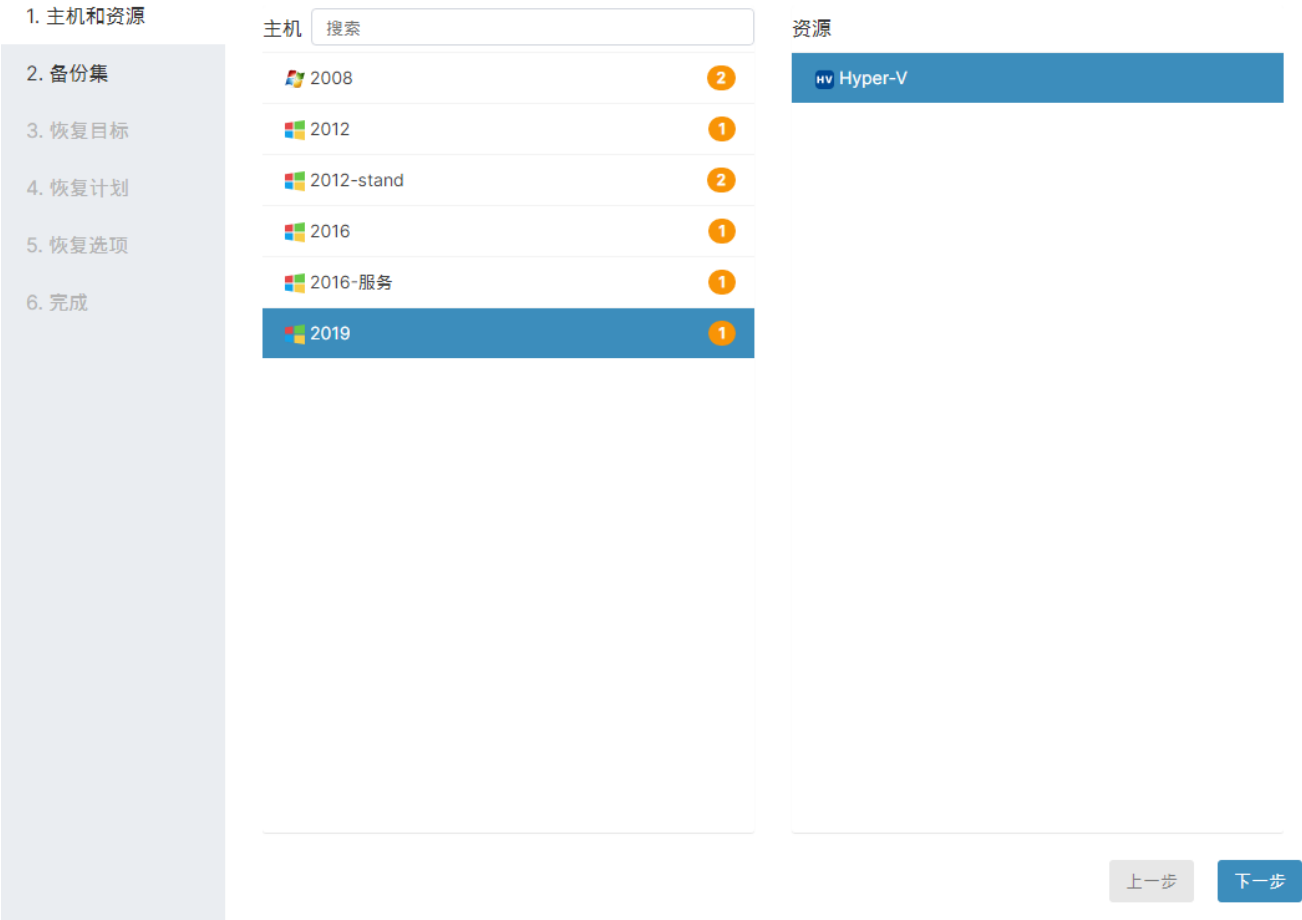 1. 主机和资源
2. 备份集
3. 恢复目标
4. 恢复计划
5. 恢复选项
6. 完成
主机 搜索
2008 2
2012 1
2012-stand 2
2016 1
2016-服务 1
2019 1
资源
HV Hyper-V
上一步 下一步